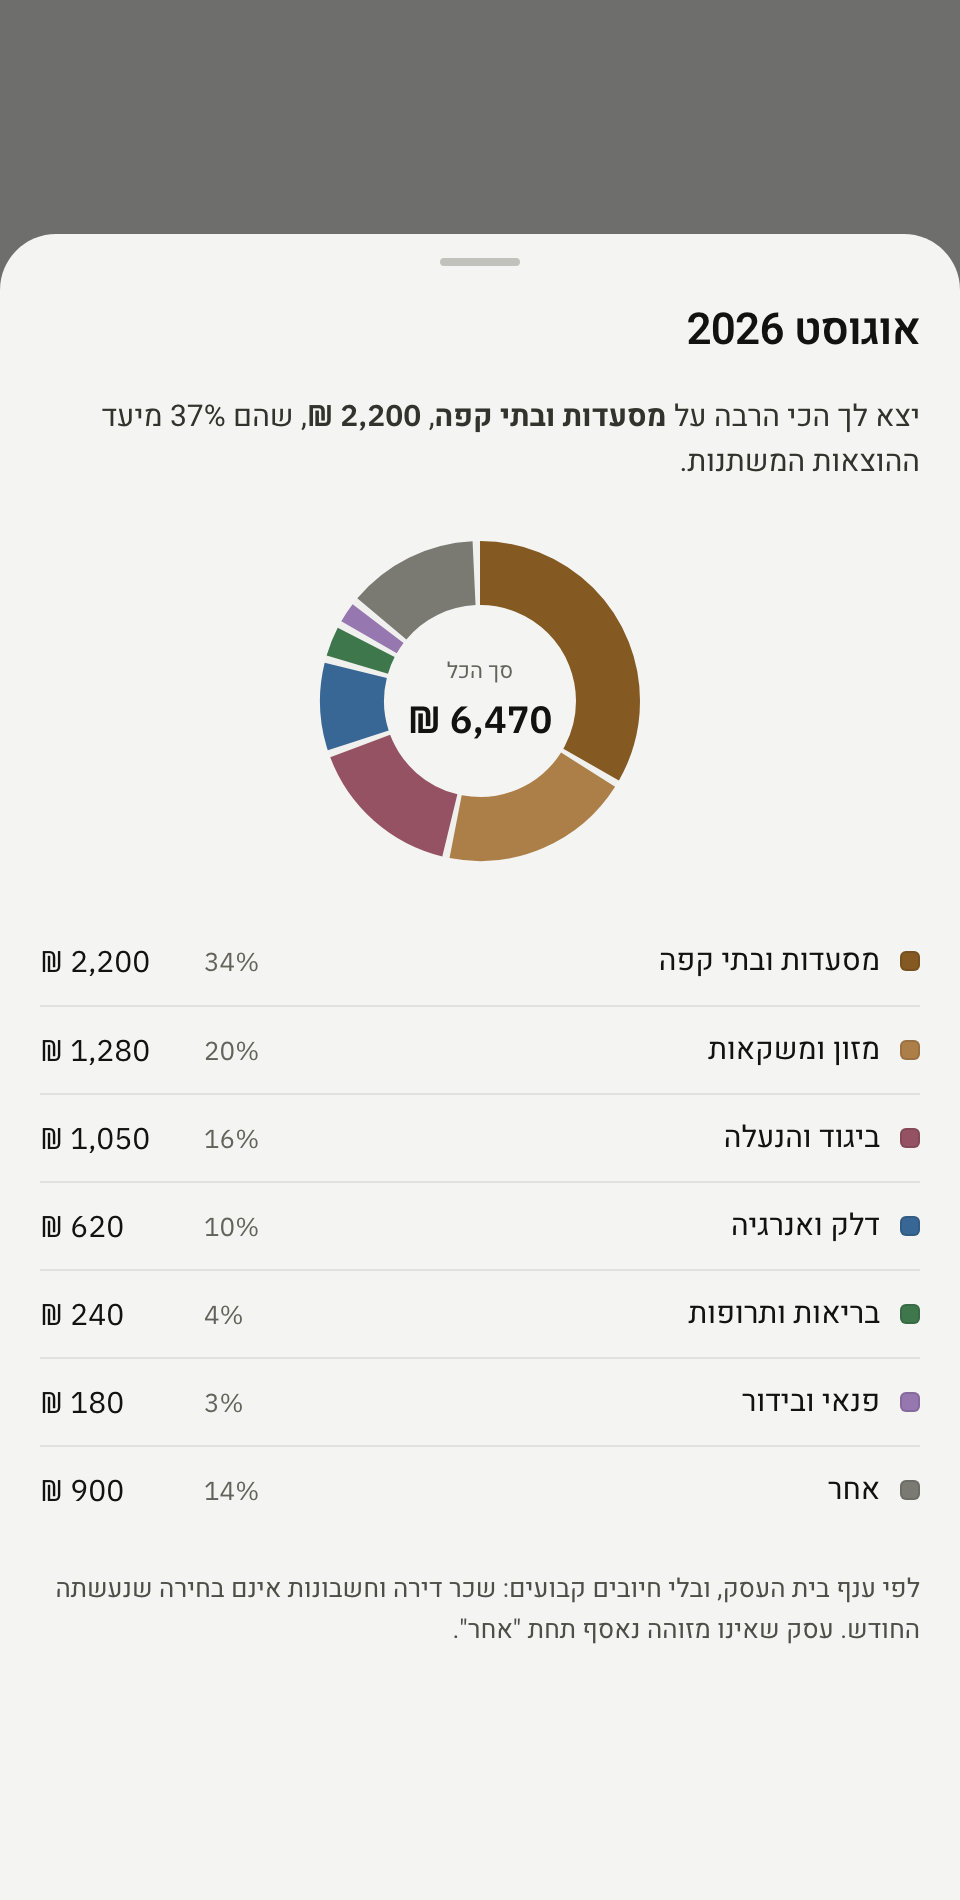 אוגוסט 2026
יצא לך הכי הרבה על מסעדות ובתי קפה, 2,200 ₪, שהם 37% מיעד
ההוצאות המשתנות.
סך הכל
6,470 ₪
מסעדות ובתי קפה 34% 2,200 ₪
מזון ומשקאות 20% 1,280 ₪
ביגוד והנעלה 16% 1,050 ₪
דלק ואנרגיה 10% 620 ₪
בריאות ותרופות 4% 240 ₪
פנאי ובידור 3% 180 ₪
אחר 14% 900 ₪
לפי ענף בית העסק, ובלי חיובים קבועים: שכר דירה וחשבונות אינם בחירה שנעשתה
החודש. עסק שאינו מזוהה נאסף תחת "אחר".